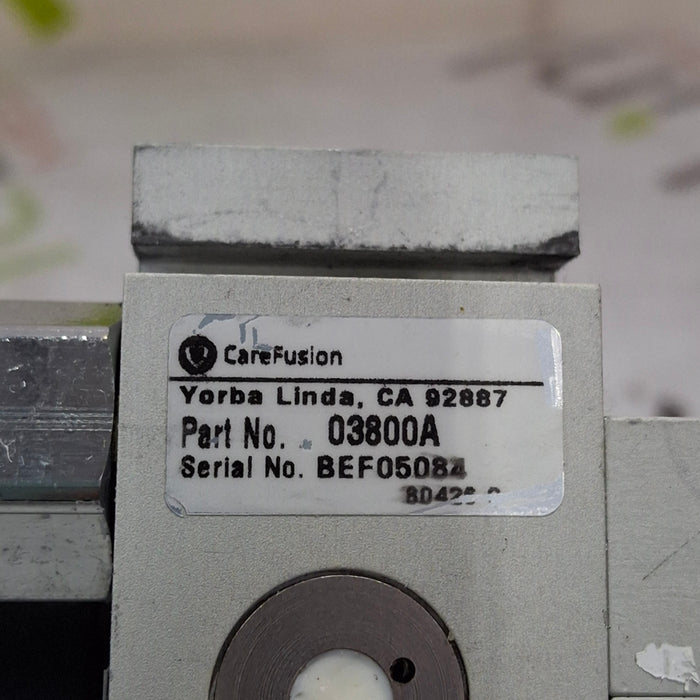 CareFusion
Yorba Linda, CA 92887
Part No. 03800A
Serial No. BEF05084